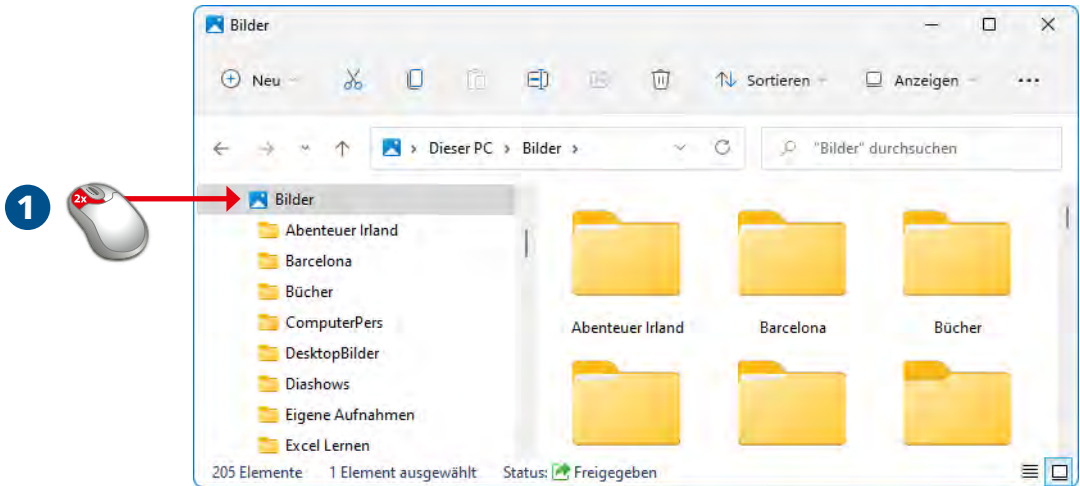 Bilder
Neu
Sortieren
Anzeigen
Dieser PC › Bilder ›
"Bilder" durchsuchen
1
2x
Bilder
Abenteuer Irland
Barcelona
Bücher
ComputerPers
DesktopBilder
Diashows
Eigene Aufnahmen
Excel Lernen
Abenteuer Irland
Barcelona
Bücher
205 Elemente 1 Element ausgewählt Status: Freigegeben